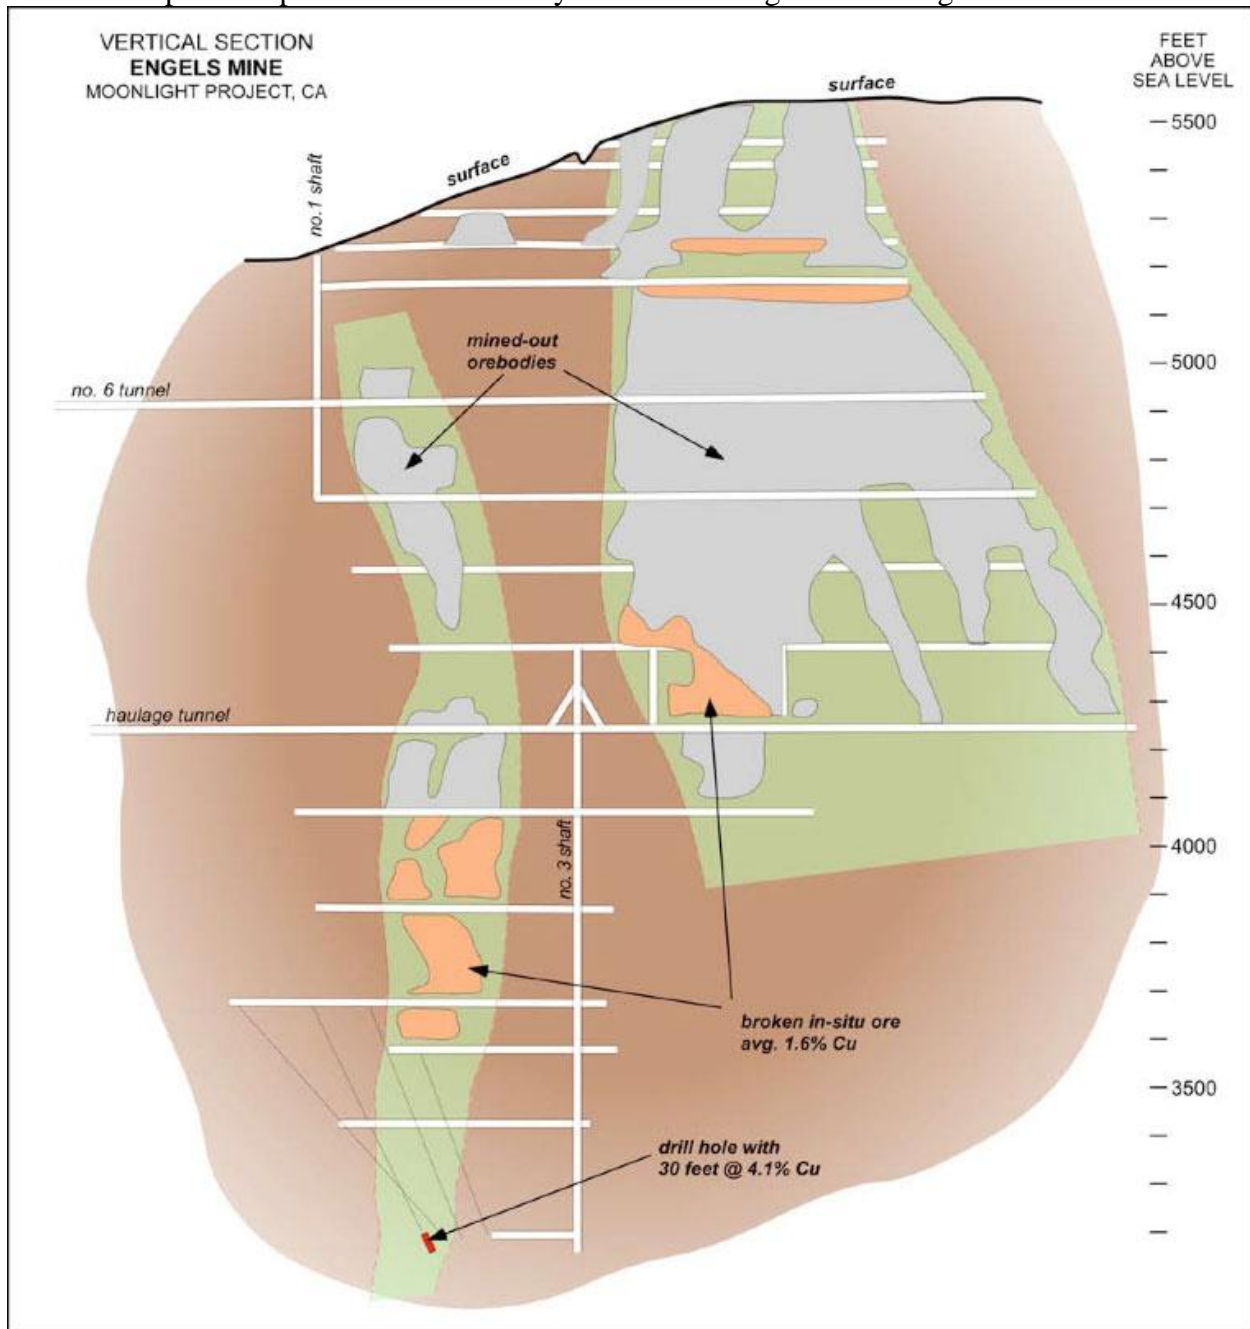 VERTICAL SECTION
ENGELS MINE
MOONLIGHT PROJECT, CA
FEET
ABOVE
SEA LEVEL
surface
5500
surface
no.1 shaft
mined-out
orebodies
5000
no. 6 tunnel
4500
haulage tunnel
no. 3 shaft
4000
broken in-situ ore
avg. 1.6% Cu
3500
drill hole with
30 feet @ 4.1% Cu